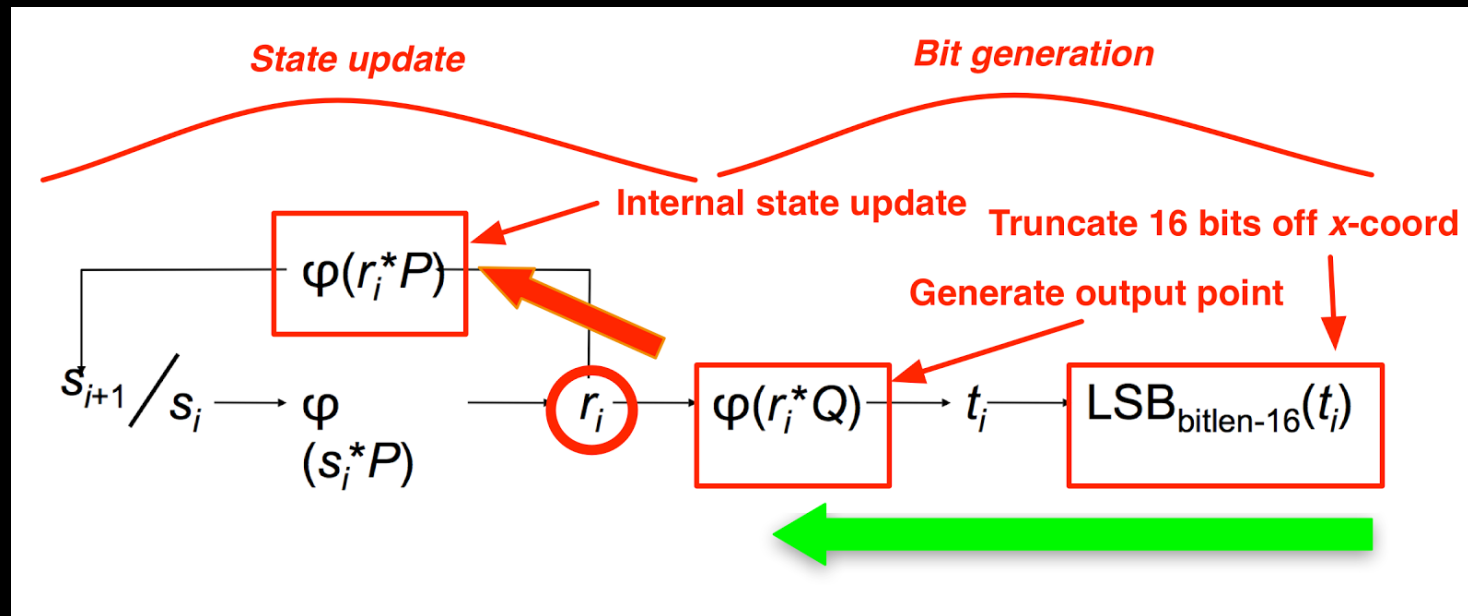 State update
Bit generation
Internal state update
Truncate 16 bits off x-coord
φ(rᵢ*P)
Generate output point
sᵢ₊₁/sᵢ
φ
(sᵢ*P)
rᵢ
φ(rᵢ*Q)
tᵢ
LSB_bitlen-16(tᵢ)